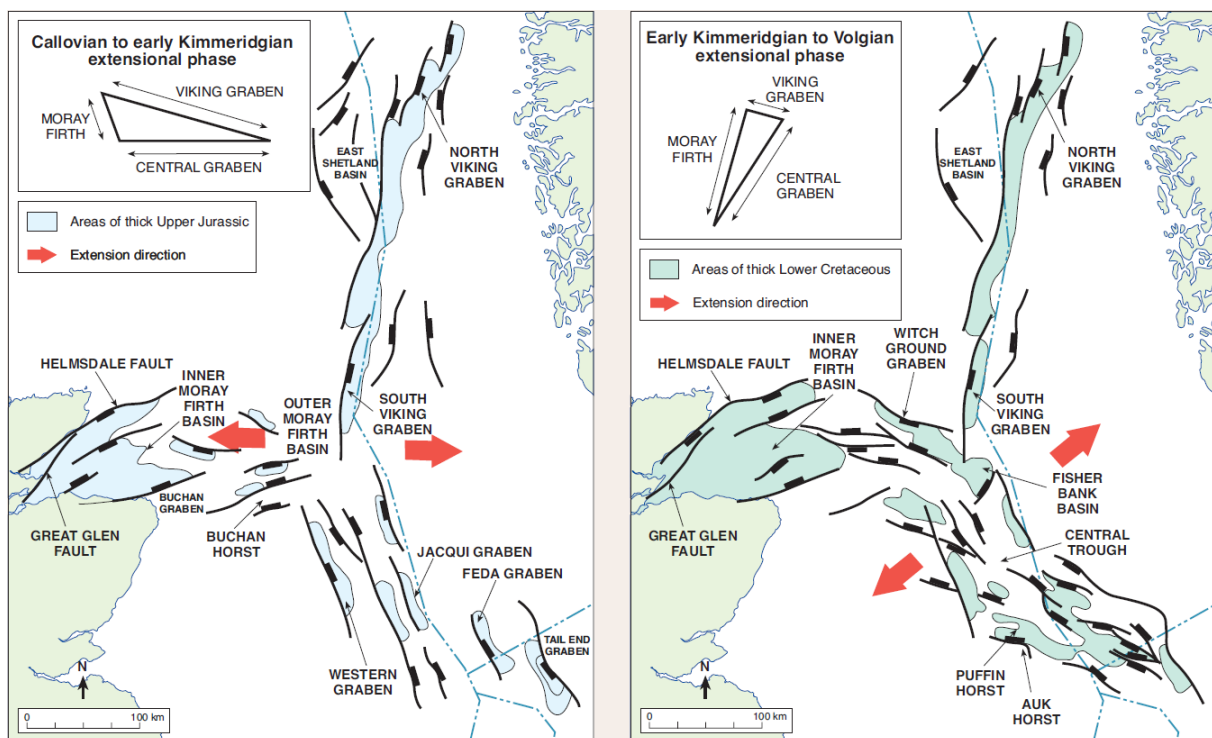 Callovian to early Kimmeridgian
extensional phase
VIKING GRABEN
MORAY
FIRTH
CENTRAL GRABEN
Areas of thick Upper Jurassic
Extension direction
EAST
SHETLAND
BASIN
NORTH
VIKING
GRABEN
HELMSDALE FAULT
INNER
MORAY
FIRTH
BASIN
OUTER
MORAY
FIRTH
BASIN
SOUTH
VIKING
GRABEN
BUCHAN
GRABEN
GREAT GLEN
FAULT
BUCHAN
HORST
JACQUI GRABEN
FEDA GRABEN
TAIL END
GRABEN
WESTERN
GRABEN
N
0 100 km
Early Kimmeridgian to Volgian
extensional phase
VIKING
GRABEN
MORAY
FIRTH
CENTRAL
GRABEN
Areas of thick Lower Cretaceous
Extension direction
EAST
SHETLAND
BASIN
NORTH
VIKING
GRABEN
HELMSDALE FAULT
INNER
MORAY
FIRTH
BASIN
WITCH
GROUND
GRABEN
SOUTH
VIKING
GRABEN
FISHER
BANK
BASIN
GREAT GLEN
FAULT
CENTRAL
TROUGH
PUFFIN
HORST
AUK
HORST
N
0 100 km